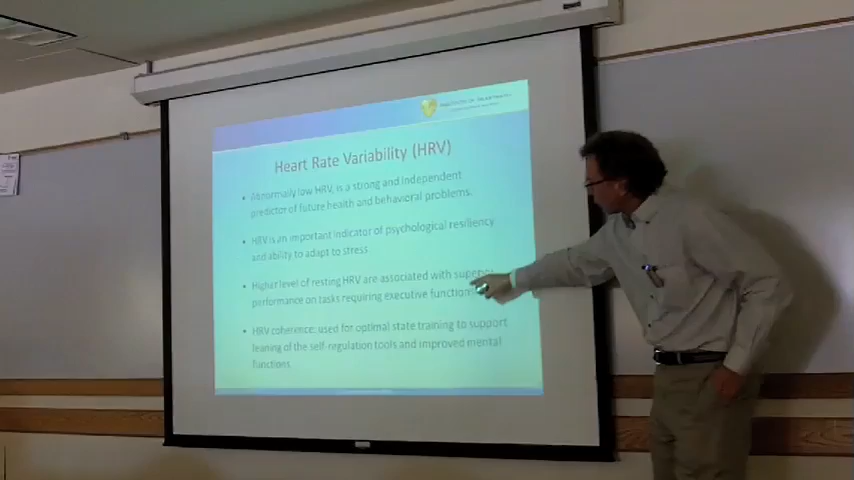 Heart Rate Variability (HRV)
• Abnormally low HRV, is a strong and independent
predictor of future health and behavioral problems.
• HRV is an important indicator of psychological resiliency
and ability to adapt to stress.
• Higher level of resting HRV are associated with superior
performance on tasks requiring executive functions
• HRV coherence: used for optimal state training to support
leaning of the self-regulation tools and improved mental
functions